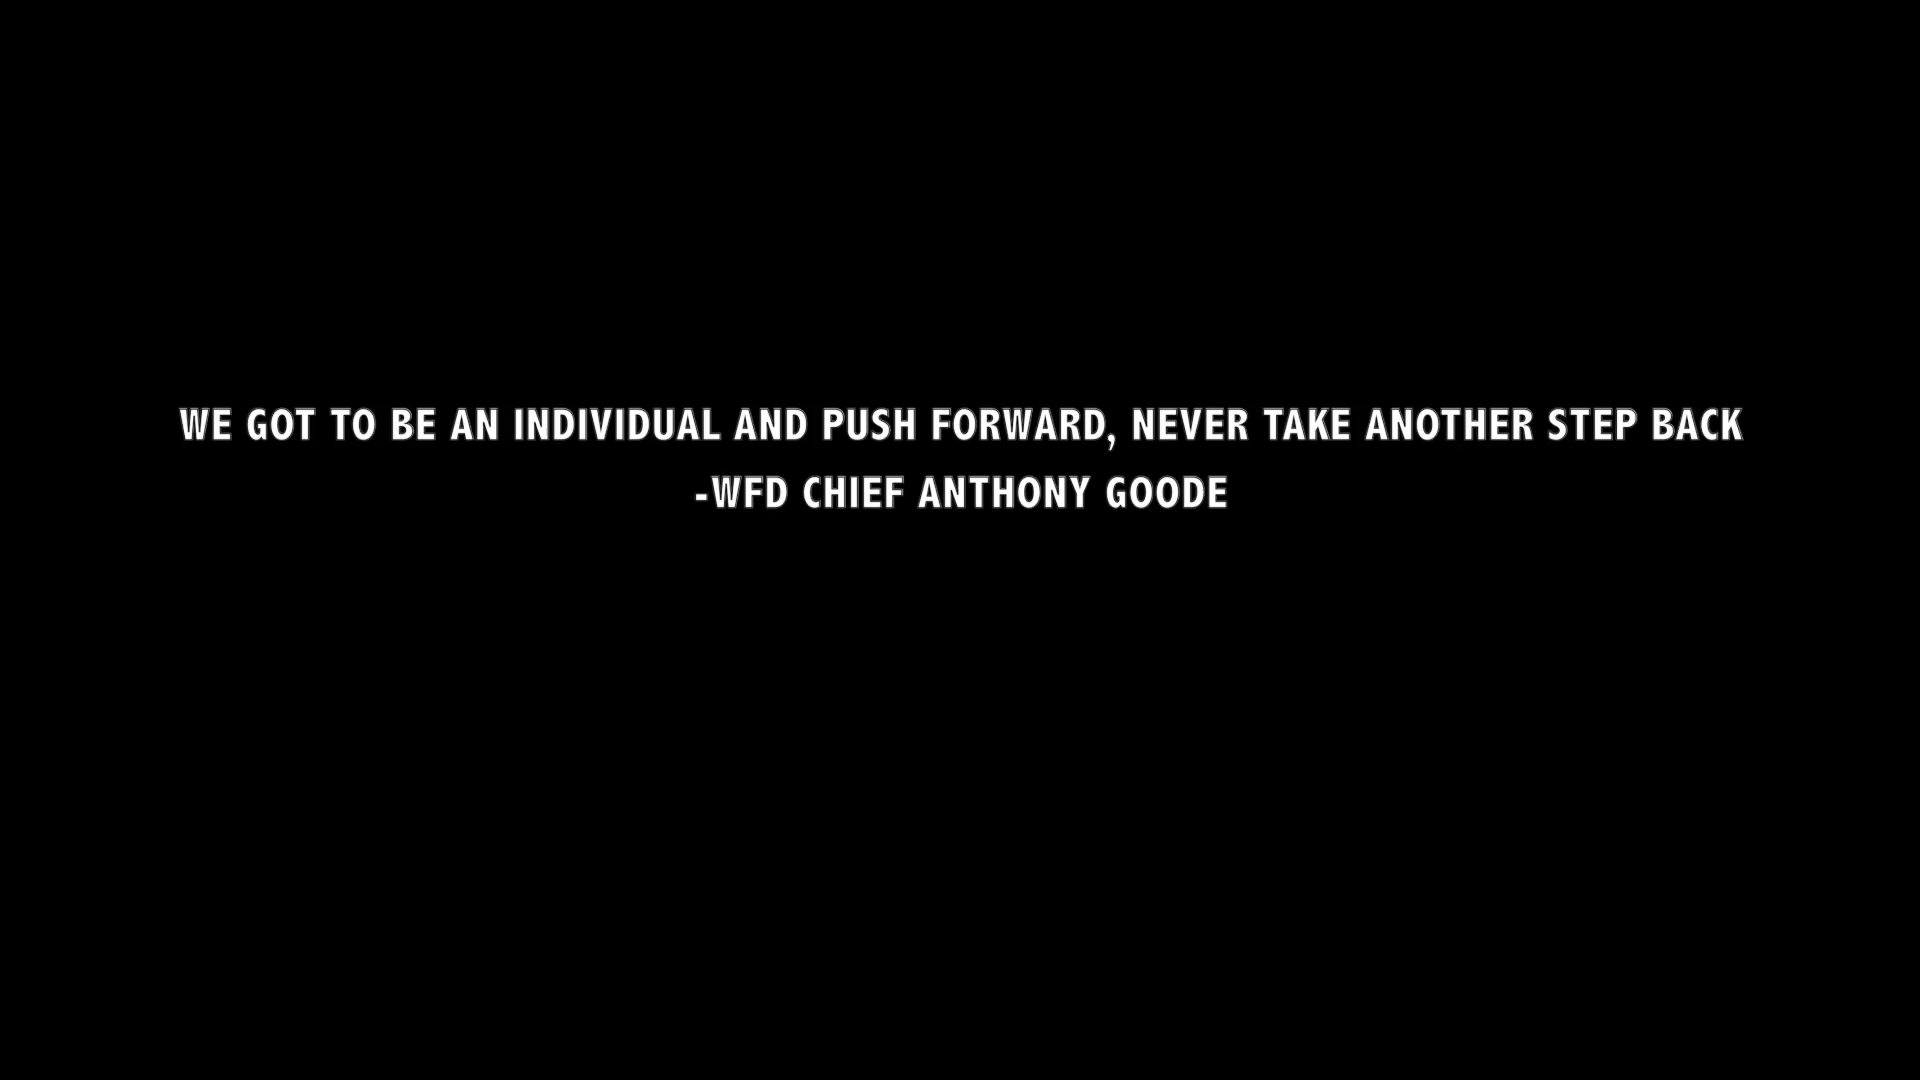 WE GOT TO BE AN INDIVIDUAL AND PUSH FORWARD, NEVER TAKE ANOTHER STEP BACK
-WFD CHIEF ANTHONY GOODE